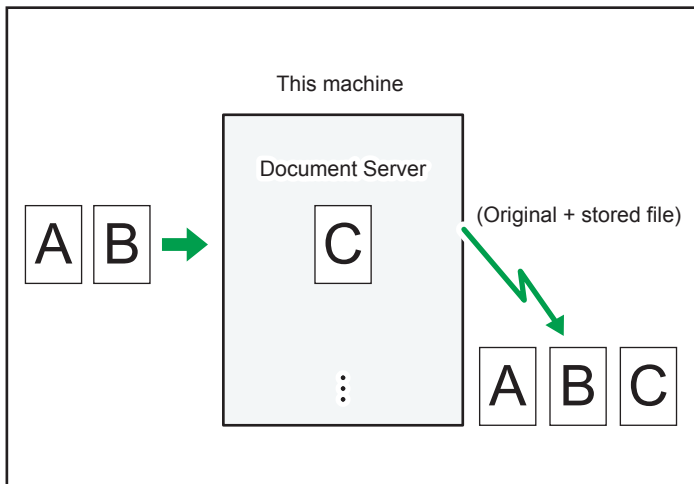 This machine
Document Server
(Original + stored file)
A B
C
⋮
A B C